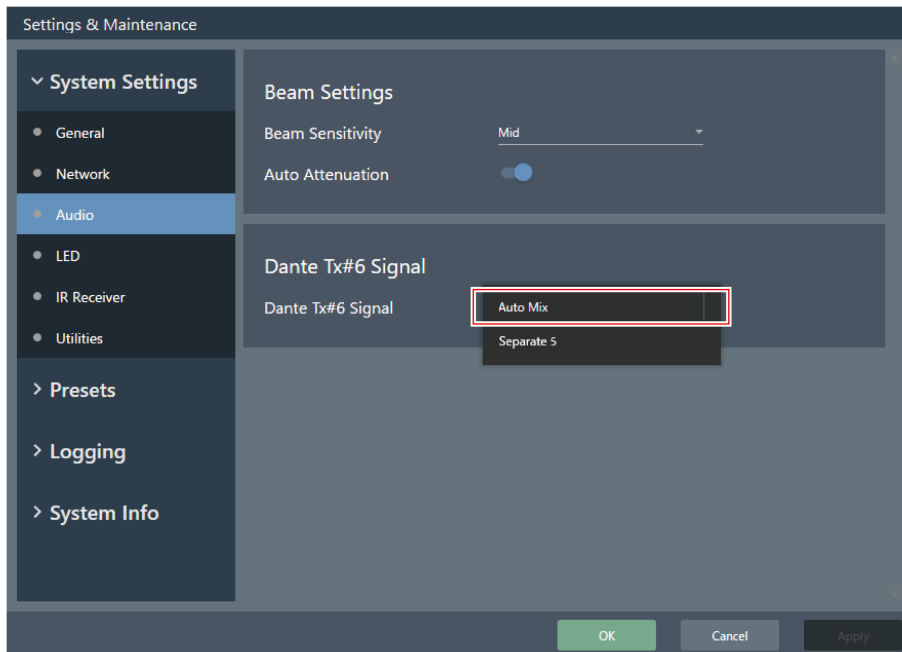 Settings & Maintenance
System Settings
General
Network
Audio
LED
IR Receiver
Utilities
Presets
Logging
System Info
Beam Settings
Beam Sensitivity Mid
Auto Attenuation
Dante Tx#6 Signal
Dante Tx#6 Signal Auto Mix
Separate 5
OK Cancel Apply